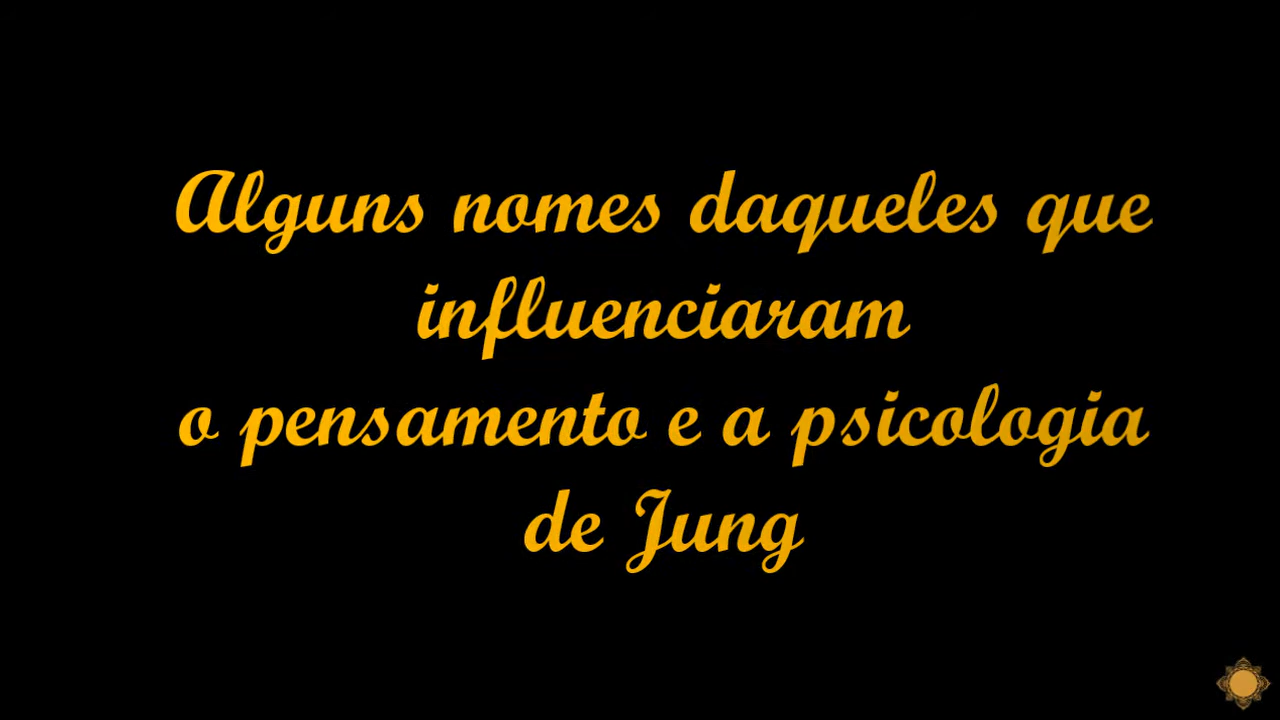 Alguns nomes daqueles que
influenciaram
o pensamento e a psicologia
de Jung